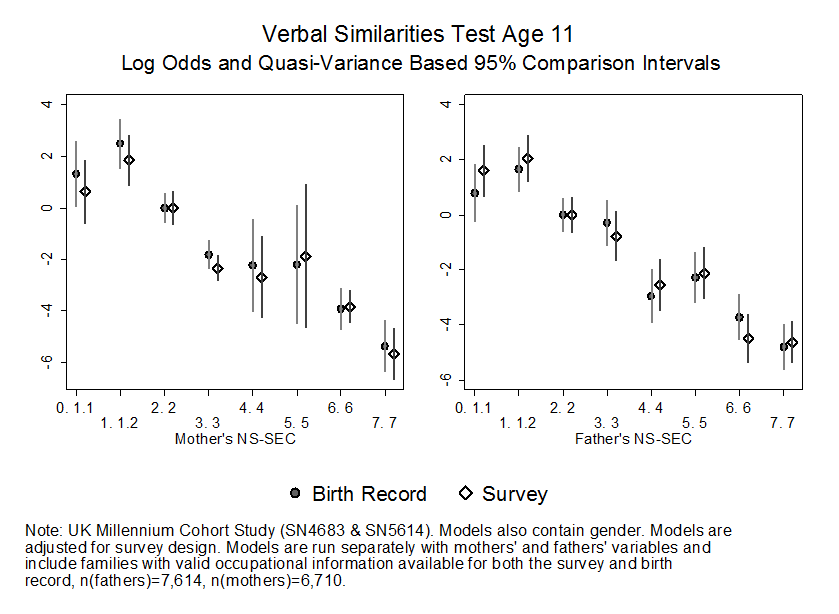 Verbal Similarities Test Age 11
Log Odds and Quasi-Variance Based 95% Comparison Intervals
4
2
0
-2
-4
-6
0. 1.1
1. 1.2
2. 2
3. 3
4. 4
5. 5
6. 6
7. 7
Mother's NS-SEC
4
2
0
-2
-4
-6
0. 1.1
1. 1.2
2. 2
3. 3
4. 4
5. 5
6. 6
7. 7
Father's NS-SEC
Birth Record
Survey
Note: UK Millennium Cohort Study (SN4683 & SN5614). Models also contain gender. Models are
adjusted for survey design. Models are run separately with mothers' and fathers' variables and
include families with valid occupational information available for both the survey and birth
record, n(fathers)=7,614, n(mothers)=6,710.